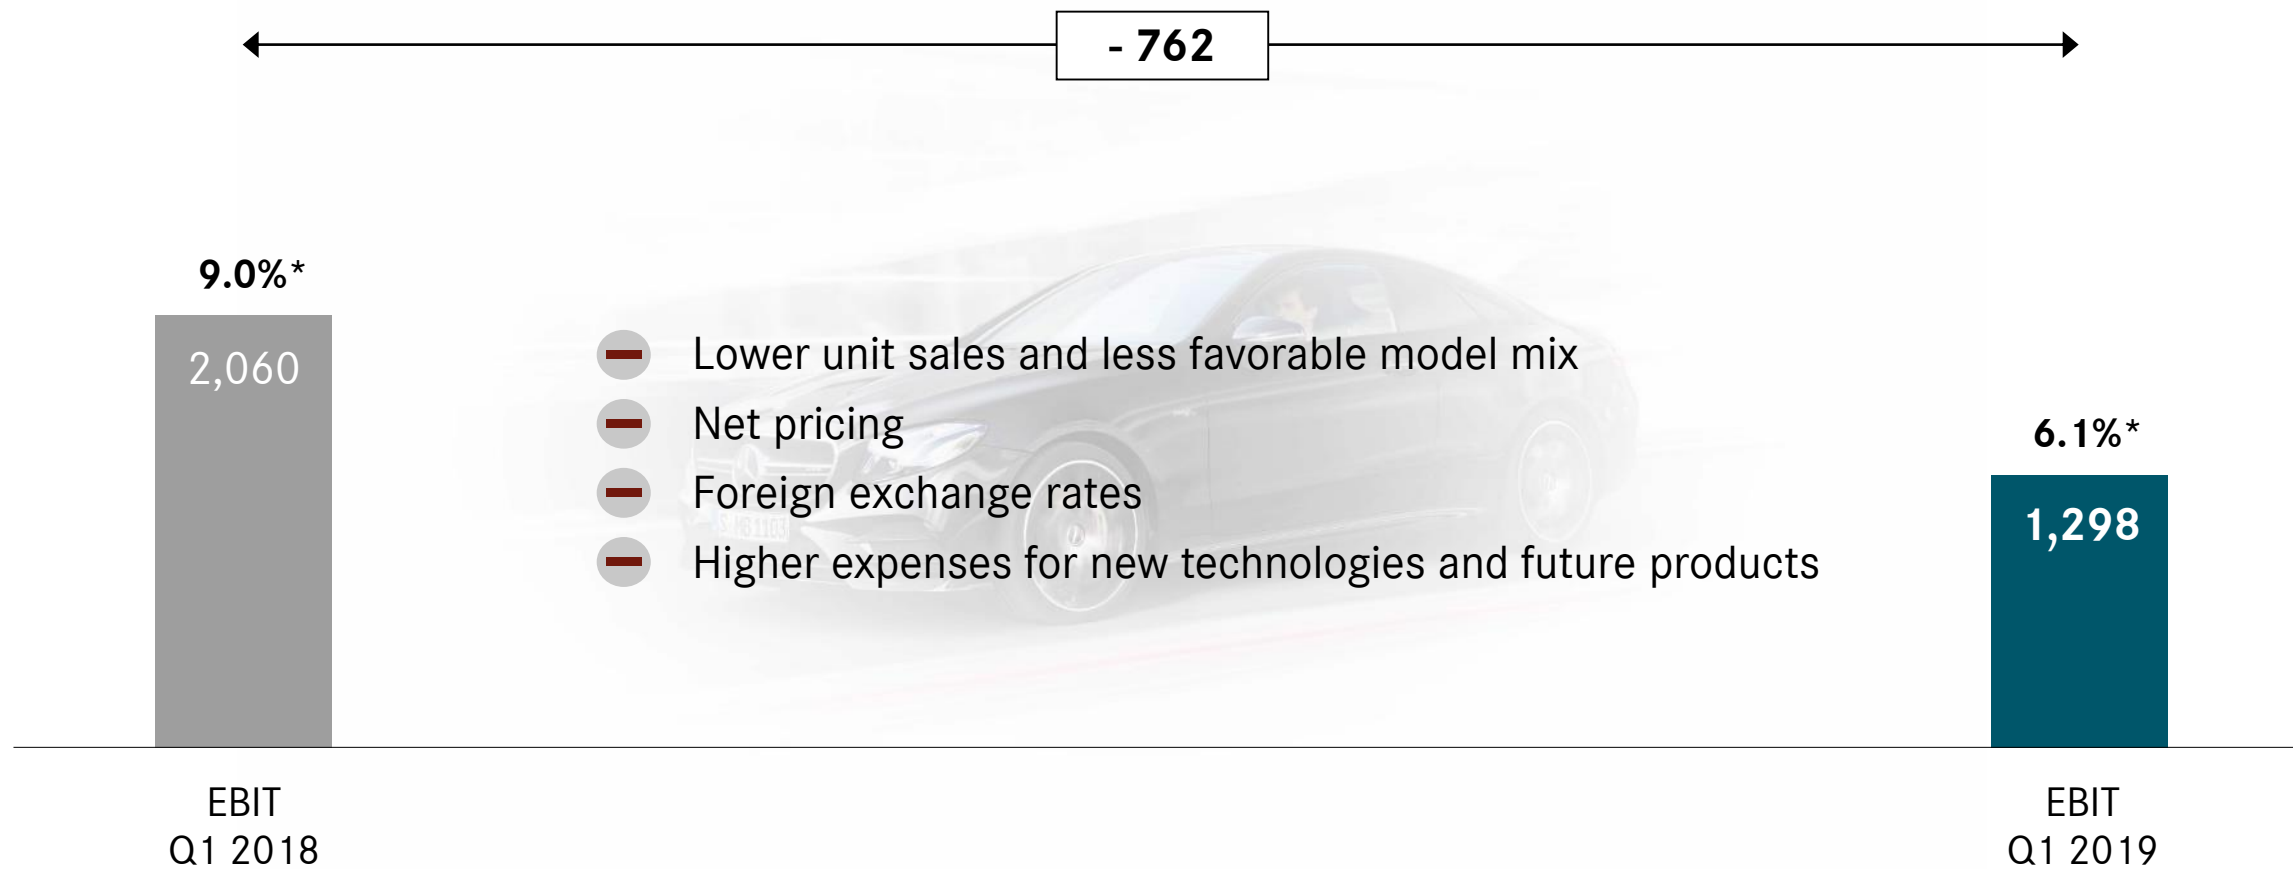 - 762
9.0%*
2,060
Lower unit sales and less favorable model mix
Net pricing
Foreign exchange rates
Higher expenses for new technologies and future products
6.1%*
1,298
EBIT
Q1 2018
EBIT
Q1 2019